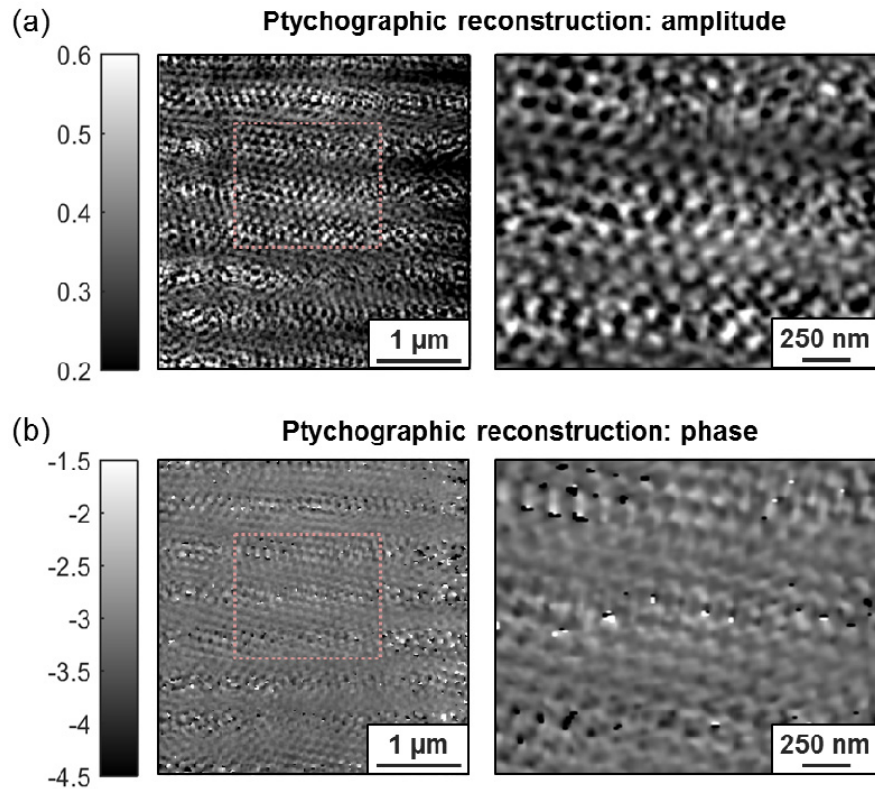 (a)
Ptychographic reconstruction: amplitude
0.6
0.5
0.4
0.3
0.2
1 µm
250 nm
(b)
Ptychographic reconstruction: phase
-1.5
-2
-2.5
-3
-3.5
-4
-4.5
1 µm
250 nm